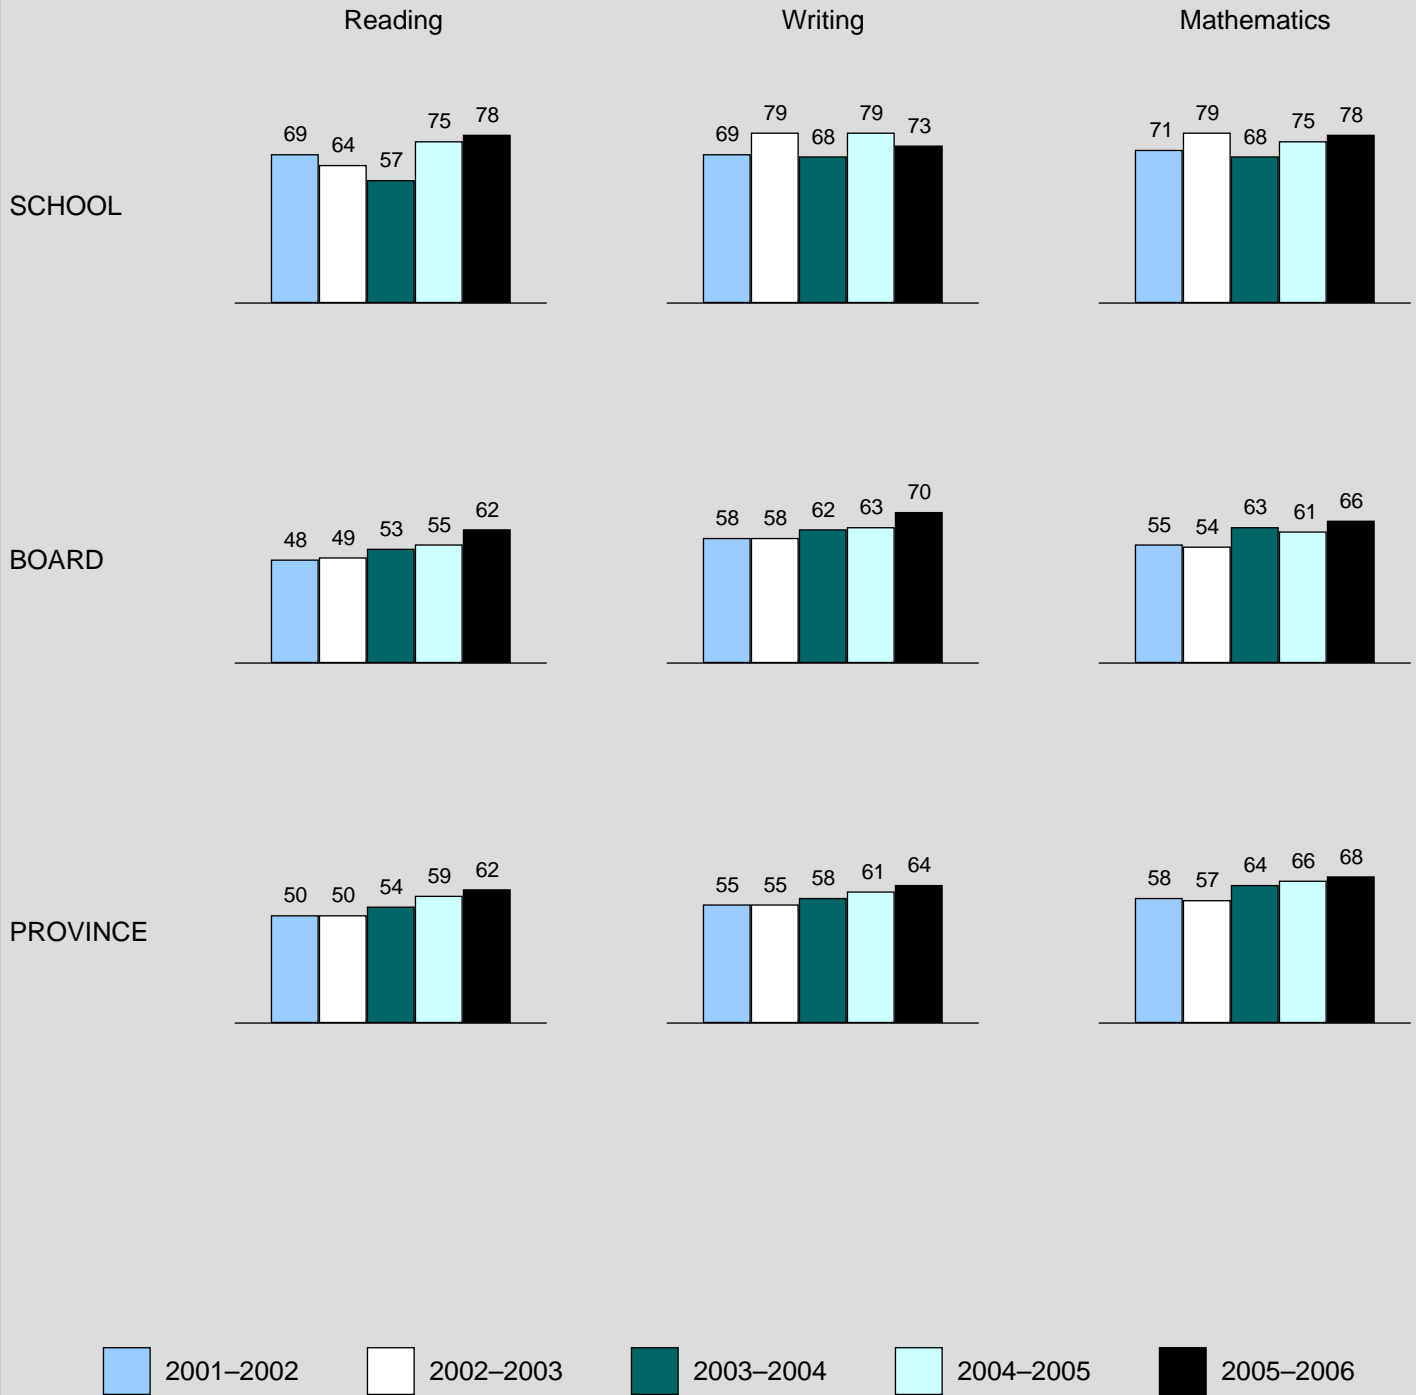 Reading Writing Mathematics
69 64 57 75 78 69 79 68 79 73 71 79 68 75 78
SCHOOL
48 49 53 55 62 58 58 62 63 70 55 54 63 61 66
BOARD
50 50 54 59 62 55 55 58 61 64 58 57 64 66 68
PROVINCE
2001–2002 2002–2003 2003–2004 2004–2005 2005–2006